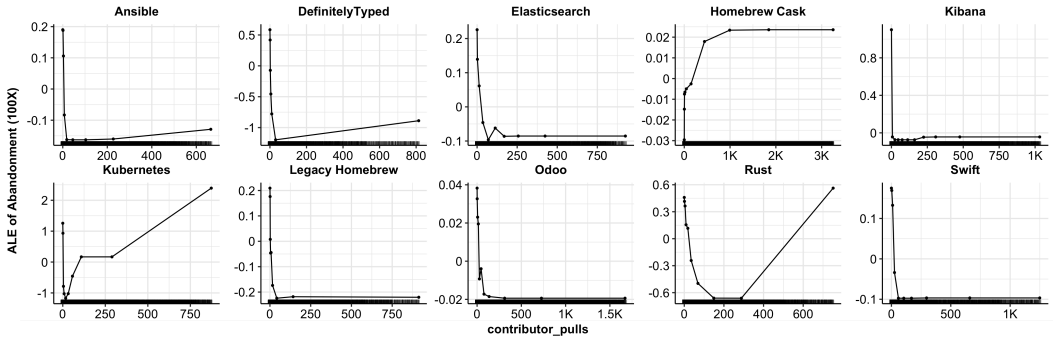 Ansible
DefinitelyTyped
Elasticsearch
Homebrew Cask
Kibana
0.2
0.1
0
-0.1
0 200 400 600
0.5
0
-0.5
-1
0 200 400 600 800
0.2
0.1
0
-0.1
0 250 500 750
0.02
0.01
0
-0.01
-0.02
-0.03
0 1K 2K 3K
0.8
0.4
0
0 250 500 750 1K
Kubernetes
Legacy Homebrew
Odoo
Rust
Swift
2
1
0
-1
0 250 500 750
0.2
0.1
0
-0.1
-0.2
0 250 500 750
0.04
0.02
0
-0.02
0 500 1K 1.5K
0.6
0.3
0
-0.3
-0.6
0 200 400 600
0.1
0
-0.1
0 500 1K
ALE of Abandonment (100X)
contributor_pulls